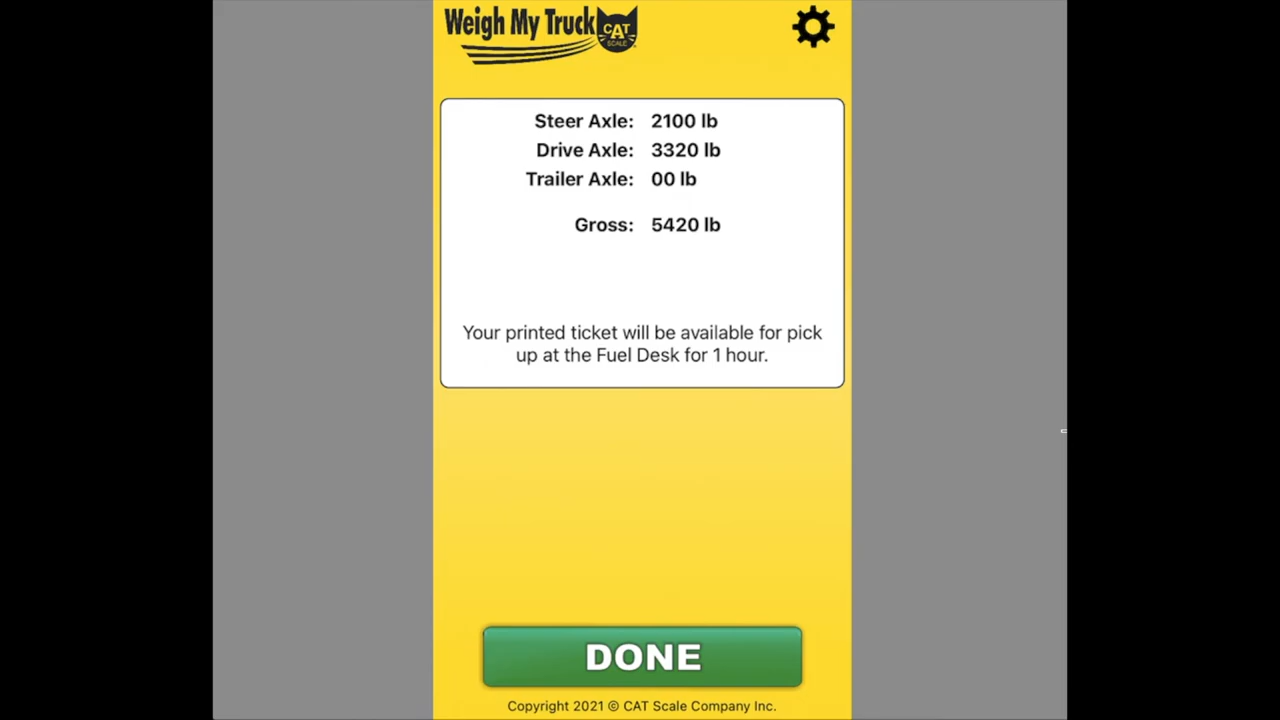 Weigh My Truck
CAT
SCALE
Steer Axle: 2100 lb
Drive Axle: 3320 lb
Trailer Axle: 00 lb
Gross: 5420 lb
Your printed ticket will be available for pick
up at the Fuel Desk for 1 hour.
DONE
Copyright 2021 © CAT Scale Company Inc.